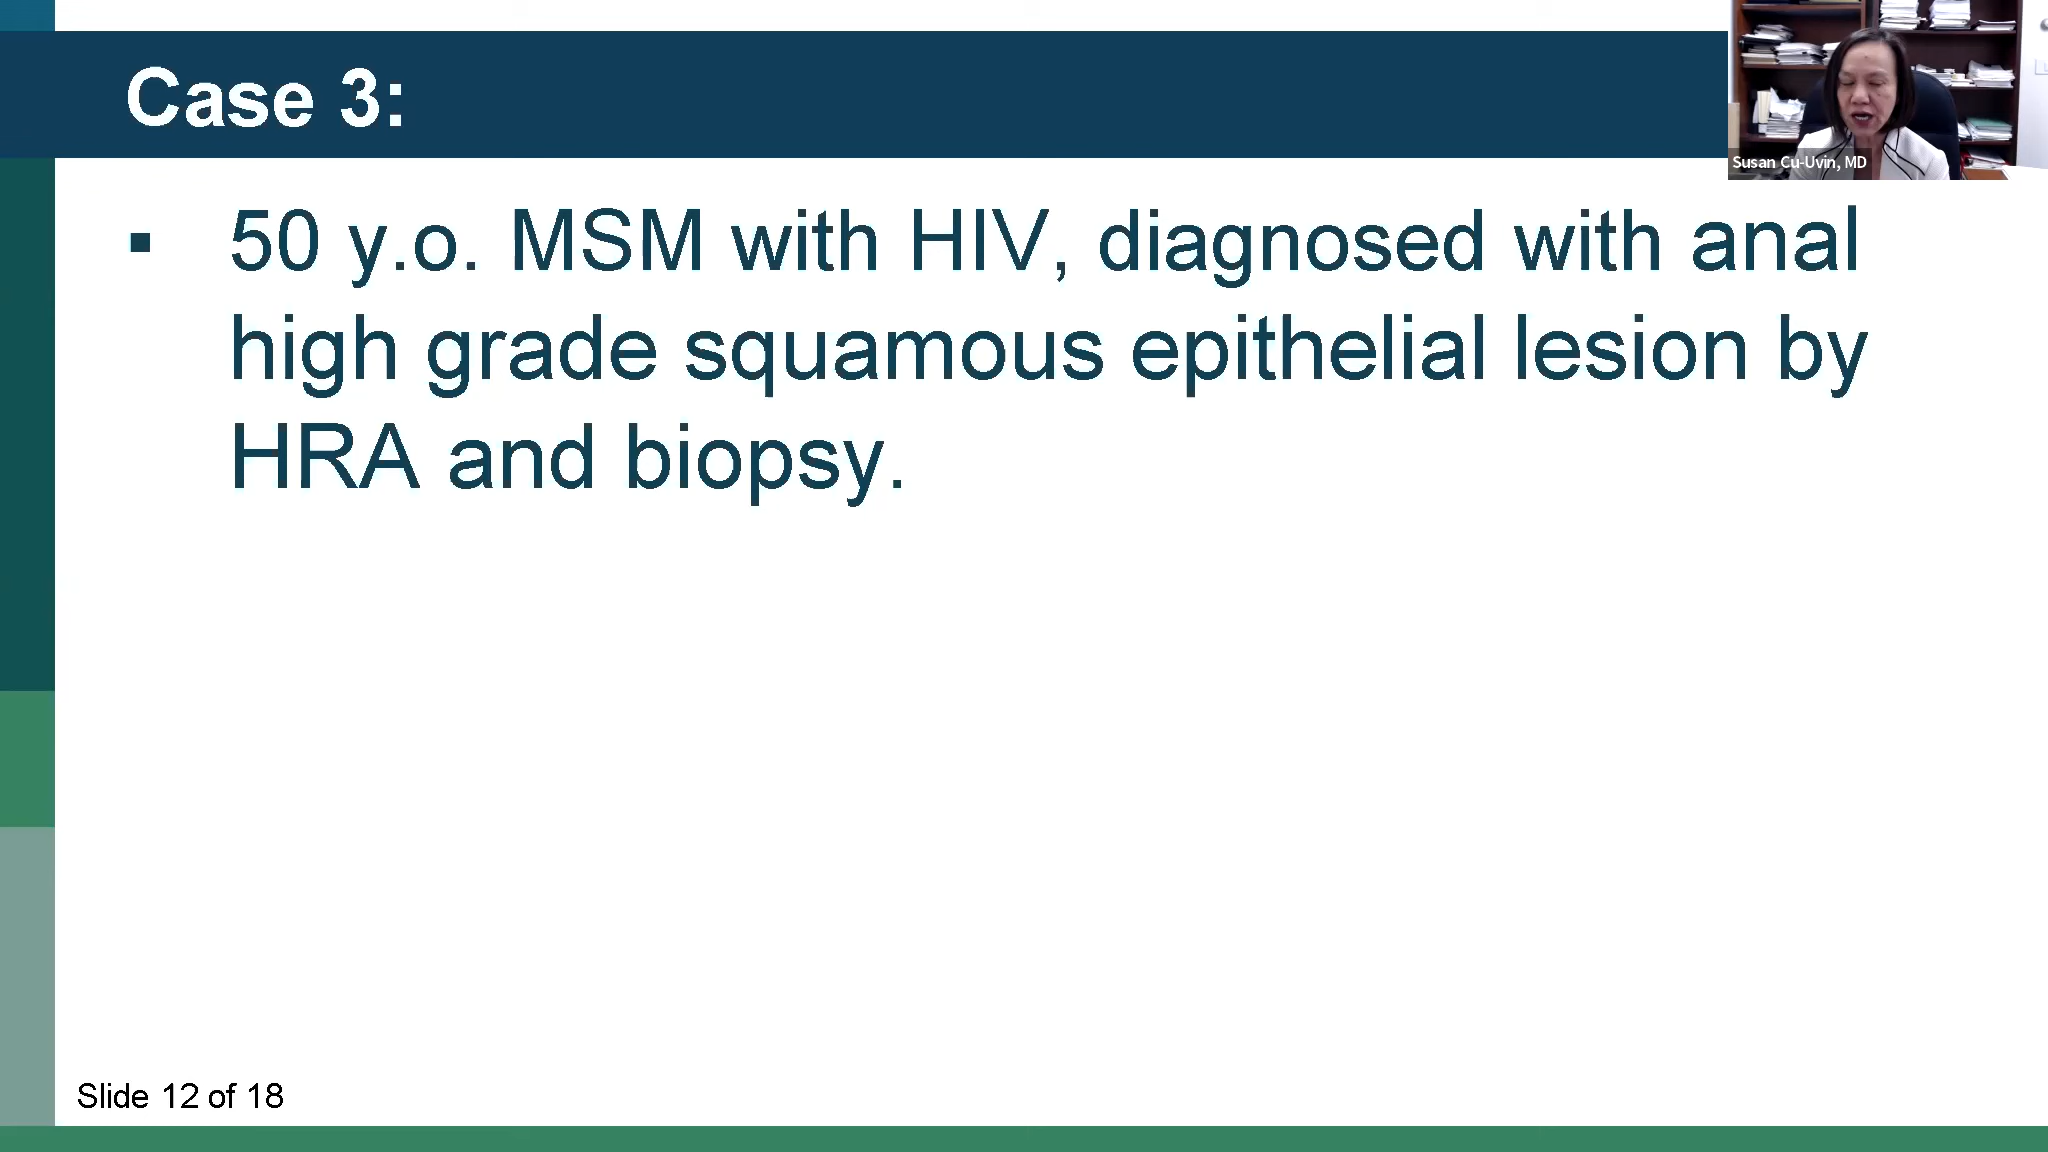 Case 3:
Susan Cu-Uvin, MD
▪ 50 y.o. MSM with HIV, diagnosed with anal
high grade squamous epithelial lesion by
HRA and biopsy.
Slide 12 of 18